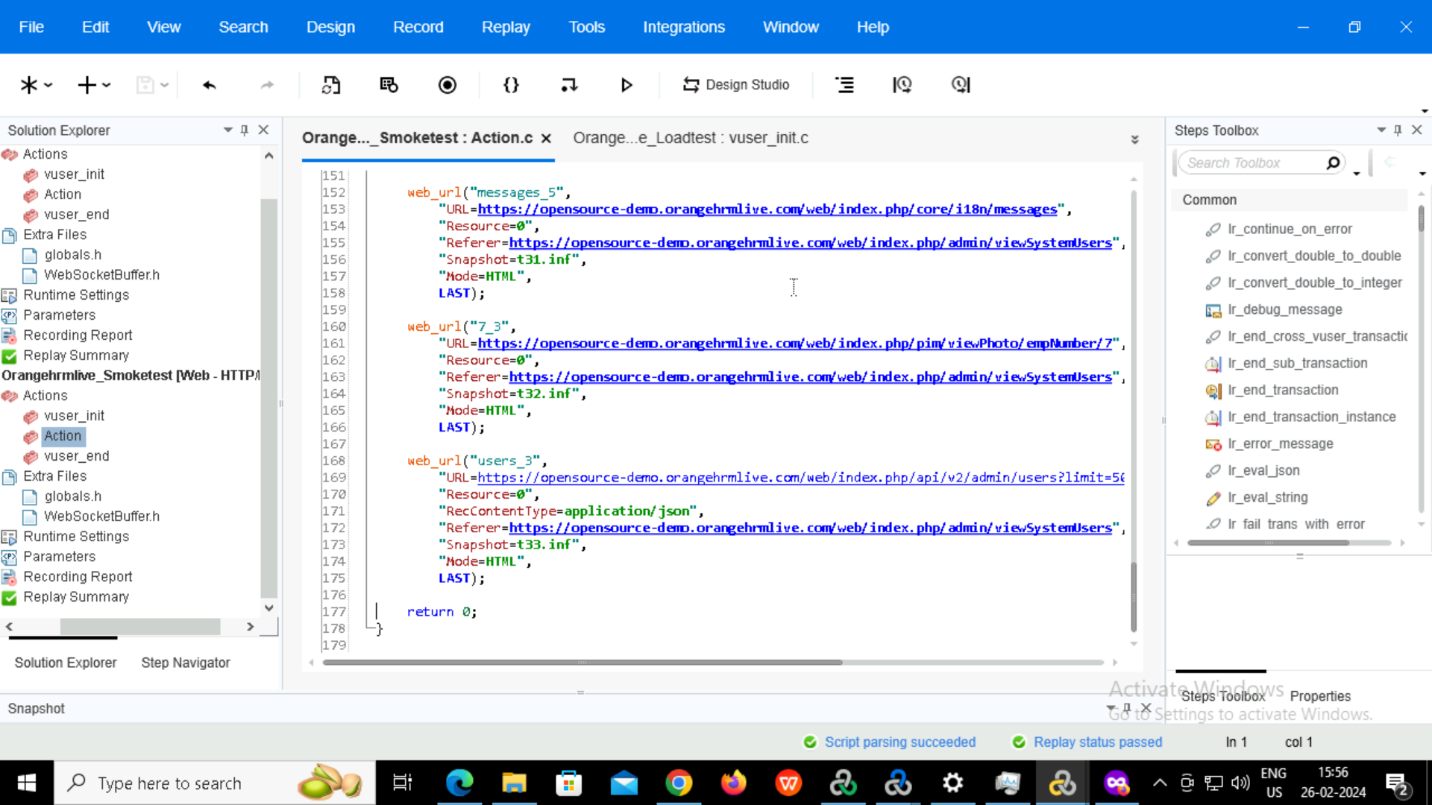 File Edit View Search Design Record Replay Tools Integrations Window Help
Design Studio
Solution Explorer
Actions
vuser_init
Action
vuser_end
Extra Files
globals.h
WebSocketBuffer.h
Runtime Settings
Parameters
Recording Report
Replay Summary
Orangehrmlive_Smoketest [Web - HTTP/
Actions
vuser_init
Action
vuser_end
Extra Files
globals.h
WebSocketBuffer.h
Runtime Settings
Parameters
Recording Report
Replay Summary
Solution Explorer Step Navigator
Orange..._Smoketest : Action.c Orange...e_Loadtest : vuser_init.c
151
152 web_url("messages_5",
153 "URL=https://opensource-demo.orangehrmlive.com/web/index.php/core/i18n/messages",
154 "Resource=0",
155 "Referer=https://opensource-demo.orangehrmlive.com/web/index.php/admin/viewSystemUsers",
156 "Snapshot=t31.inf",
157 "Mode=HTML",
158 LAST);
159
160 web_url("7_3",
161 "URL=https://opensource-demo.orangehrmlive.com/web/index.php/pim/viewPhoto/empNumber/7",
162 "Resource=0",
163 "Referer=https://opensource-demo.orangehrmlive.com/web/index.php/admin/viewSystemUsers",
164 "Snapshot=t32.inf",
165 "Mode=HTML",
166 LAST);
167
168 web_url("users_3",
169 "URL=https://opensource-demo.orangehrmlive.com/web/index.php/api/v2/admin/users?limit=50
170 "Resource=0",
171 "RecContentType=application/json",
172 "Referer=https://opensource-demo.orangehrmlive.com/web/index.php/admin/viewSystemUsers",
173 "Snapshot=t33.inf",
174 "Mode=HTML",
175 LAST);
176
177 return 0;
178 }
179
Steps Toolbox
Search Toolbox
Common
lr_continue_on_error
lr_convert_double_to_double
lr_convert_double_to_integer
lr_debug_message
lr_end_cross_vuser_transactic
lr_end_sub_transaction
lr_end_transaction
lr_end_transaction_instance
lr_error_message
lr_eval_json
lr_eval_string
lr_fail_trans_with_error
Steps Toolbox Properties
Activate Windows
Go to Settings to activate Windows.
Snapshot
Script parsing succeeded Replay status passed ln 1 col 1
Type here to search
ENG
US
15:56
26-02-2024
2